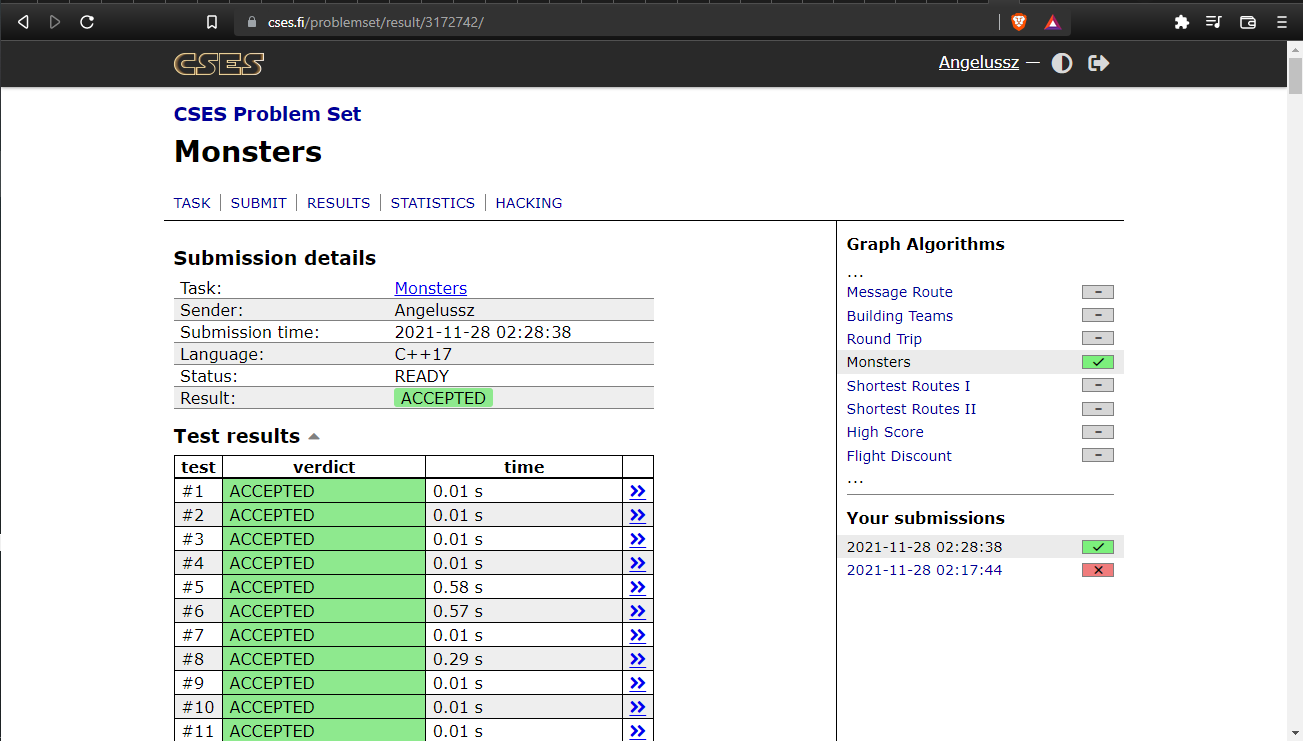 cses.fi/problemset/result/3172742/
CSES
Angelussz —
CSES Problem Set
Monsters
TASK | SUBMIT | RESULTS | STATISTICS | HACKING
Submission details
Task: Monsters
Sender: Angelussz
Submission time: 2021-11-28 02:28:38
Language: C++17
Status: READY
Result: ACCEPTED
Test results
test verdict time
#1 ACCEPTED 0.01 s »
#2 ACCEPTED 0.01 s »
#3 ACCEPTED 0.01 s »
#4 ACCEPTED 0.01 s »
#5 ACCEPTED 0.58 s »
#6 ACCEPTED 0.57 s »
#7 ACCEPTED 0.01 s »
#8 ACCEPTED 0.29 s »
#9 ACCEPTED 0.01 s »
#10 ACCEPTED 0.01 s »
#11 ACCEPTED 0.01 s »
Graph Algorithms
...
Message Route –
Building Teams –
Round Trip –
Monsters ✓
Shortest Routes I –
Shortest Routes II –
High Score –
Flight Discount –
...
Your submissions
2021-11-28 02:28:38 ✓
2021-11-28 02:17:44 ✕